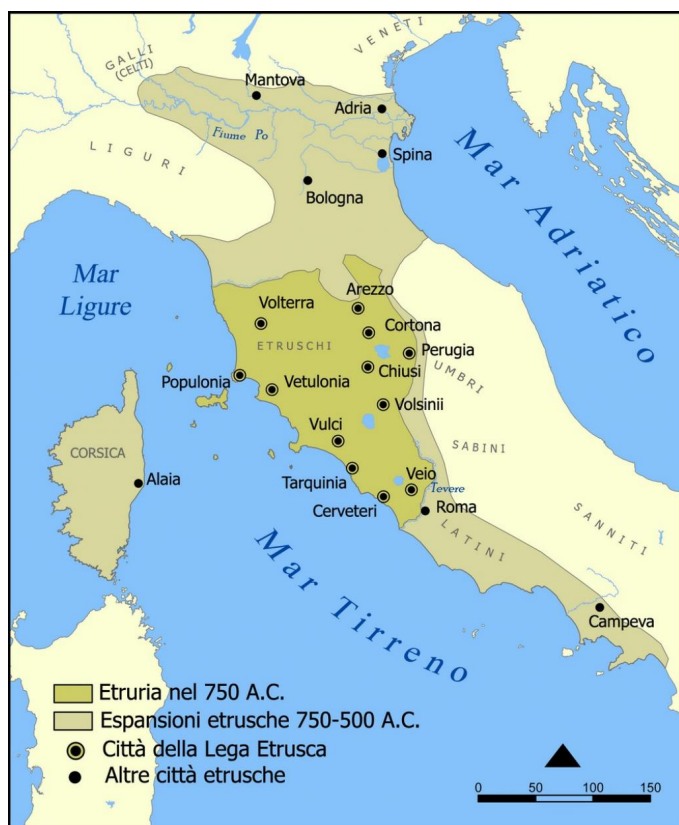 GALLI
(CELTI)
VENETI
Mantova
Adria
Fiume Po
Spina
LIGURI
Bologna
Mar Adriatico
Mar
Ligure
Arezzo
Volterra
Cortona
ETRUSCHI
Perugia
Chiusi
UMBRI
Populonia
Vetulonia
Volsinii
Vulci
SABINI
CORSICA
Alaia
Tarquinia
Veio
Tevere
Cerveteri
Roma
LATINI
SANNITI
Mar Tirreno
Campeva
Etruria nel 750 A.C.
Espansioni etrusche 750-500 A.C.
Città della Lega Etrusca
Altre città etrusche
0 50 100 150